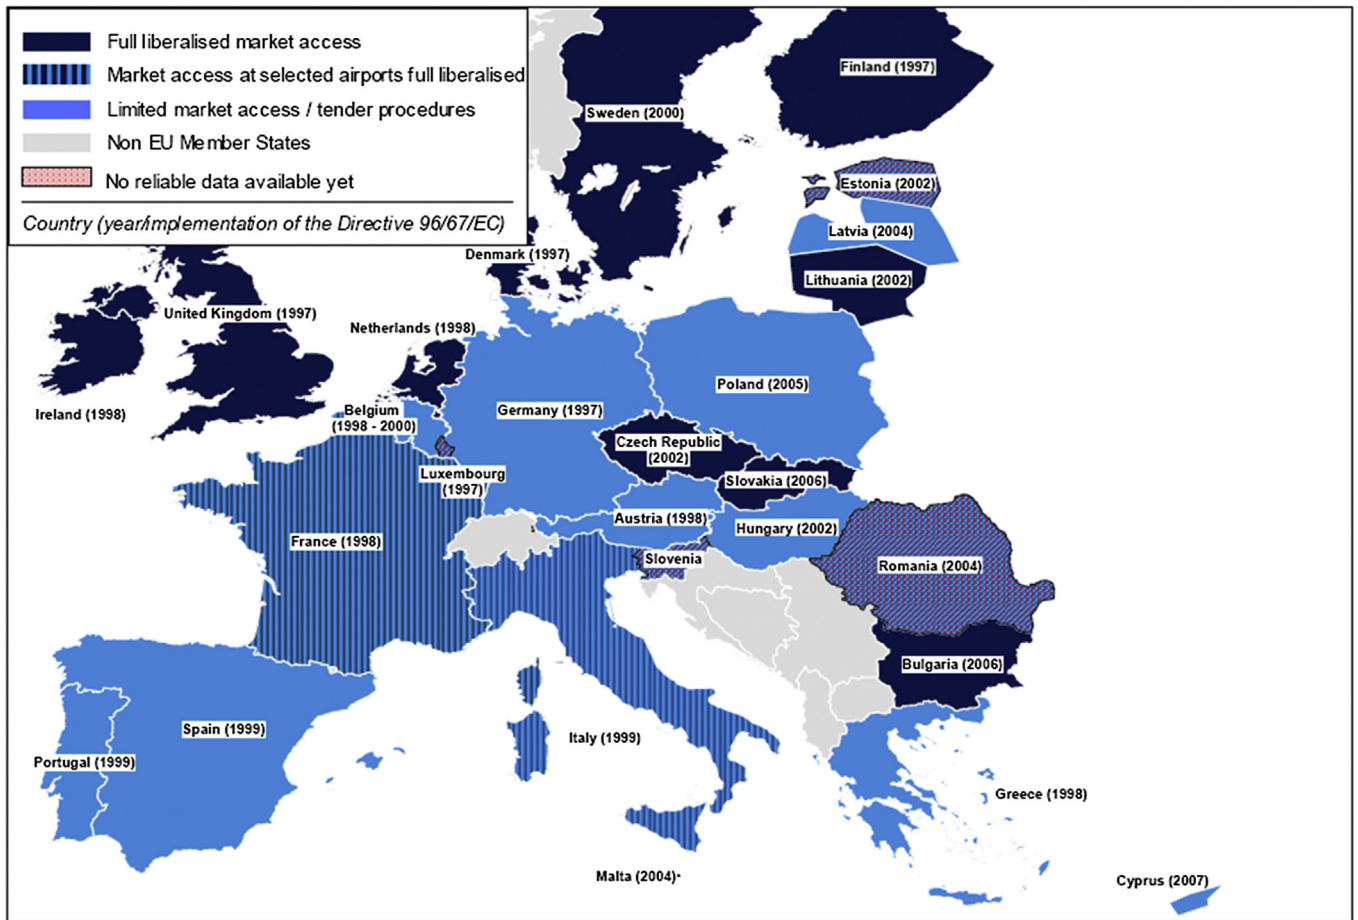 Full liberalised market access
Market access at selected airports full liberalised
Limited market access / tender procedures
Non EU Member States
No reliable data available yet
Country (year/implementation of the Directive 96/67/EC)
Finland (1997)
Sweden (2000)
Estonia (2002)
Latvia (2004)
Denmark (1997)
Lithuania (2002)
United Kingdom (1997)
Netherlands (1998)
Poland (2005)
Ireland (1998)
Belgium
(1998 - 2000)
Germany (1997)
Czech Republic
(2002)
Luxembourg
(1997)
Slovakia (2006)
Austria (1998)
Hungary (2002)
France (1998)
Slovenia
Romania (2004)
Bulgaria (2006)
Spain (1999)
Italy (1999)
Portugal (1999)
Greece (1998)
Malta (2004)
Cyprus (2007)